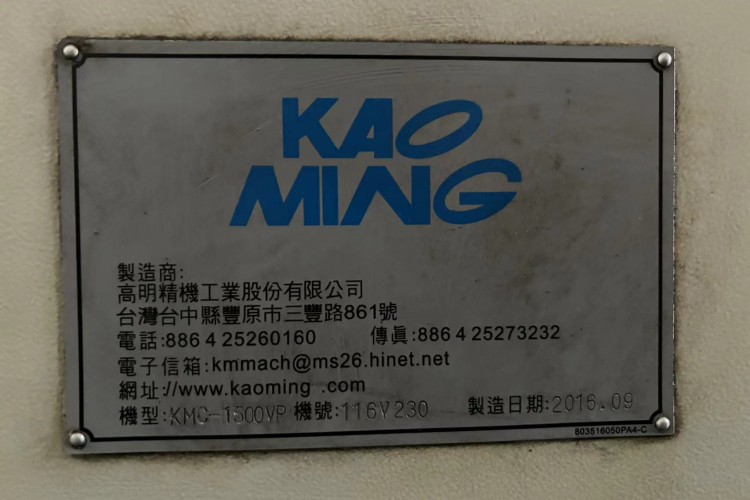 KAO
MING
製造商:
高明精機工業股份有限公司
台灣台中縣豐原市三豐路861號
電話:886 4 25260160 傳眞:886 4 25273232
電子信箱:kmmach@ms26.hinet.net
網址://www.kaoming .com
機型:KMC-1500VP 機號:116V230 製造日期:2016.09
803516050PA4-C